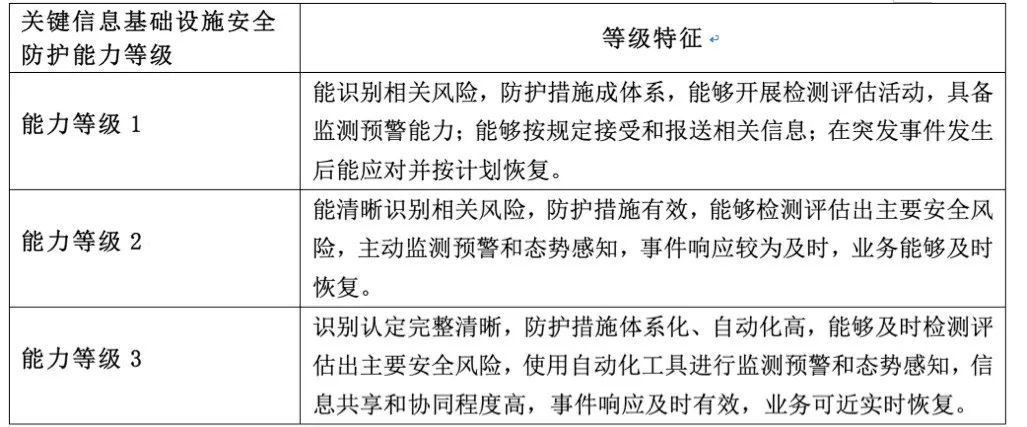 关键信息基础设施安全
防护能力等级
等级特征
能力等级 1
能识别相关风险，防护措施成体系，能够开展检测评估活动，具备
监测预警能力；能够按规定接受和报送相关信息；在突发事件发生
后能应对并按计划恢复。
能力等级 2
能清晰识别相关风险，防护措施有效，能够检测评估出主要安全风
险，主动监测预警和态势感知，事件响应较为及时，业务能够及时
恢复。
能力等级 3
识别认定完整清晰，防护措施体系化、自动化高，能够及时检测评
估出主要安全风险，使用自动化工具进行监测预警和态势感知，信
息共享和协同程度高，事件响应及时有效，业务可近实时恢复。